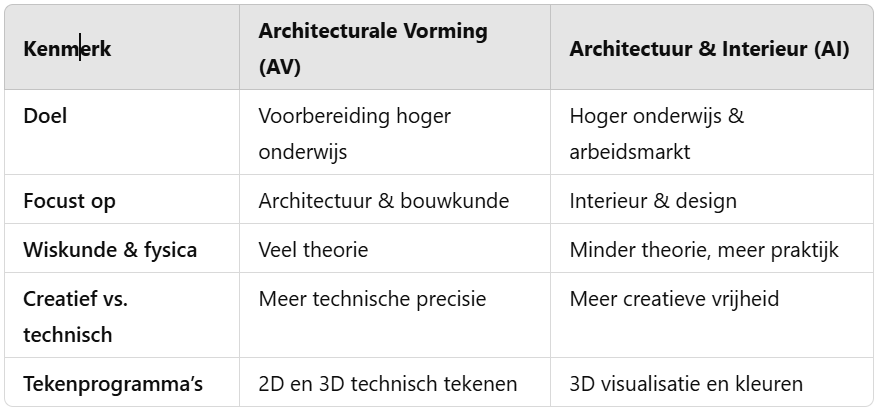 Kenmerk
Architecturale Vorming
(AV)
Architectuur & Interieur (AI)
Doel
Voorbereiding hoger
onderwijs
Hoger onderwijs &
arbeidsmarkt
Focust op
Architectuur & bouwkunde
Interieur & design
Wiskunde & fysica
Veel theorie
Minder theorie, meer praktijk
Creatief vs.
technisch
Meer technische precisie
Meer creatieve vrijheid
Tekenprogramma’s
2D en 3D technisch tekenen
3D visualisatie en kleuren